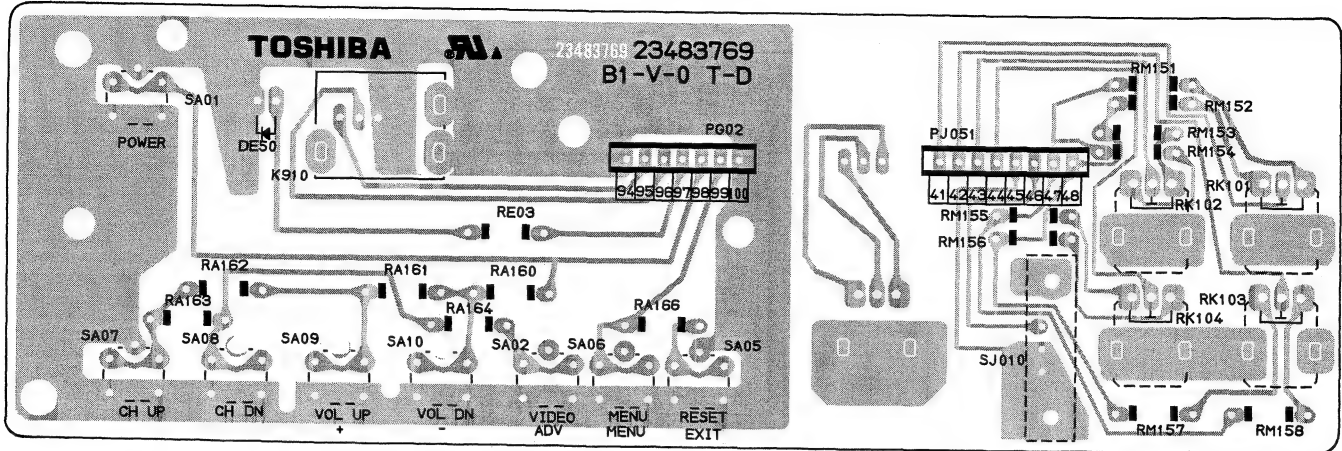 TOSHIBA
23483769 23483769
B1-V-0 T-D
SA01
POWER
DE50
K910
PG02
94 95 96 97 98 99 100
RE03
RA162
RA161
RA160
RA163
RA164
RA166
SA07
SA08
SA09
SA10
SA02
SA06
SA05
CH UP
CH DN
VOL UP
+
VOL DN
-
VIDEO
ADV
MENU
MENU
RESET
EXIT
RM151
RM152
RM153
RM154
PJ051
41 42 43 44 45 46 47 48
RK101
RK102
RM155
RM156
RK103
RK104
SJ010
RM157
RM158